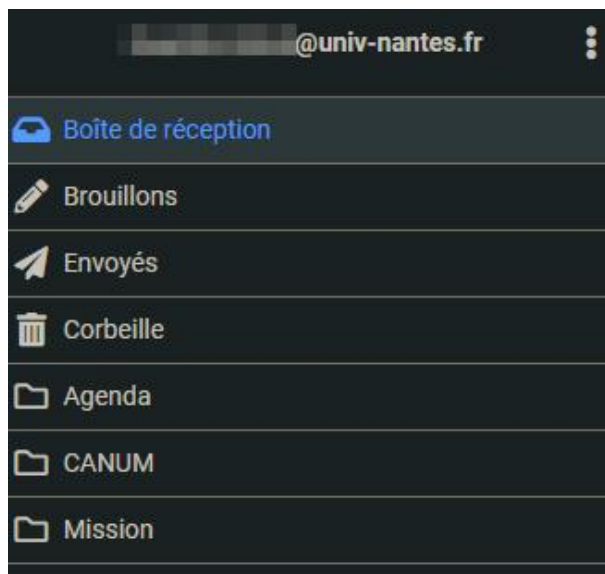 @univ-nantes.fr
Boîte de réception
Brouillons
Envoyés
Corbeille
Agenda
CANUM
Mission